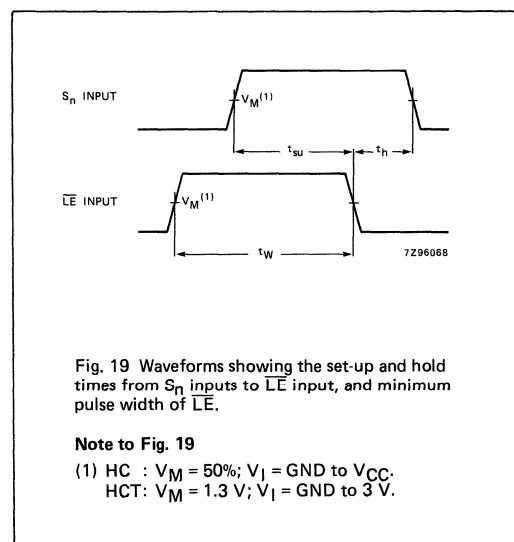 Sn INPUT
VM(1)
tsu
th
LE INPUT
VM(1)
tW
7Z96068
Fig. 19 Waveforms showing the set-up and hold
times from Sn inputs to LE input, and minimum
pulse width of LE.
Note to Fig. 19
(1) HC : VM = 50%; VI = GND to VCC.
HCT: VM = 1.3 V; VI = GND to 3 V.